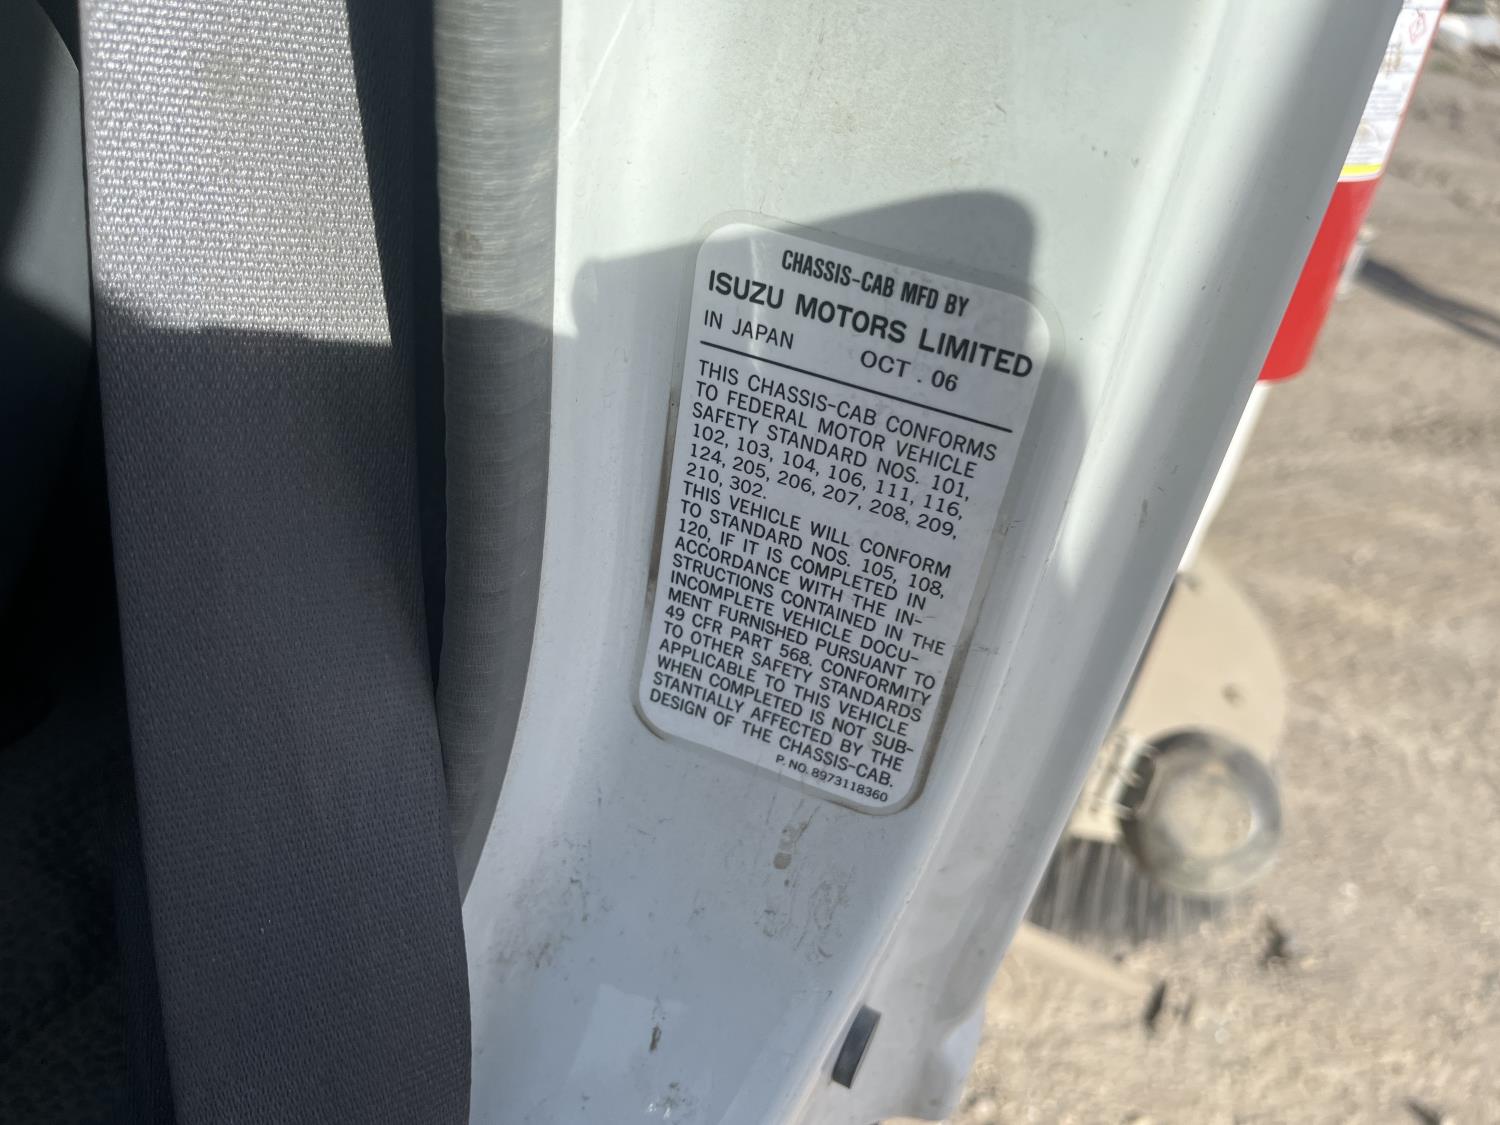 CHASSIS-CAB MFD BY
ISUZU MOTORS LIMITED
IN JAPAN OCT . 06
THIS CHASSIS-CAB CONFORMS
TO FEDERAL MOTOR VEHICLE
SAFETY STANDARD NOS. 101,
102, 103, 104, 106, 111, 116,
124, 205, 206, 207, 208, 209,
210, 302.
THIS VEHICLE WILL CONFORM
TO STANDARD NOS. 105, 108,
120, IF IT IS COMPLETED IN
ACCORDANCE WITH THE IN-
STRUCTIONS CONTAINED IN THE
INCOMPLETE VEHICLE DOCU-
MENT FURNISHED PURSUANT TO
49 CFR PART 568. CONFORMITY
TO OTHER SAFETY STANDARDS
APPLICABLE TO THIS VEHICLE
WHEN COMPLETED IS NOT SUB-
STANTIALLY AFFECTED BY THE
DESIGN OF THE CHASSIS-CAB.
P. NO. 8973118360